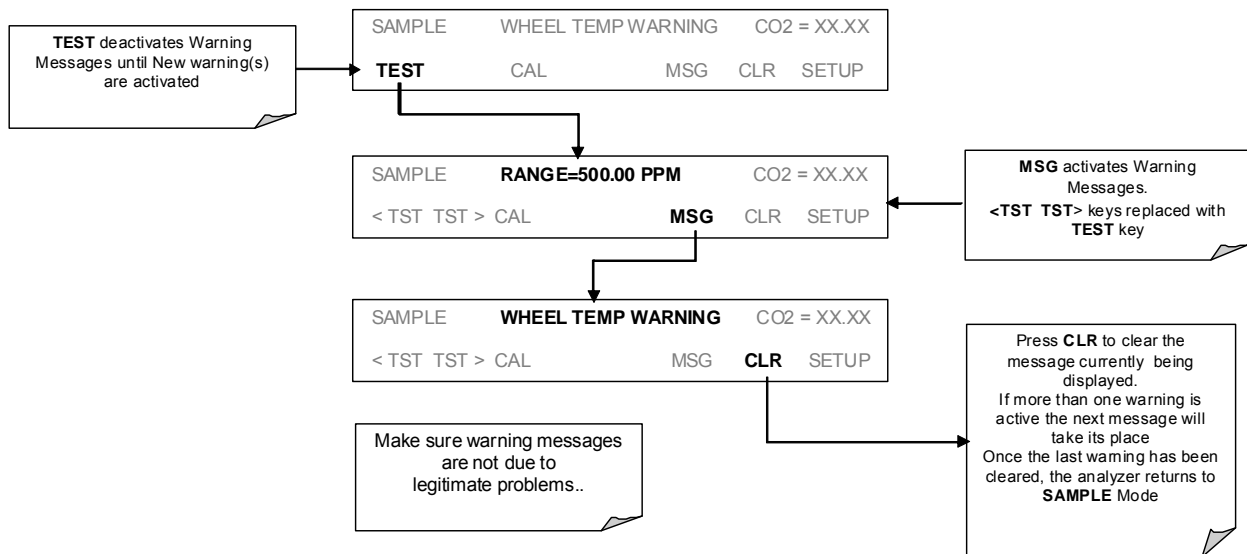 TEST deactivates Warning
Messages until New warning(s)
are activated
SAMPLE WHEEL TEMP WARNING CO2 = XX.XX
TEST CAL MSG CLR SETUP
SAMPLE RANGE=500.00 PPM CO2 = XX.XX
< TST TST > CAL MSG CLR SETUP
MSG activates Warning
Messages.
<TST TST> keys replaced with
TEST key
SAMPLE WHEEL TEMP WARNING CO2 = XX.XX
< TST TST > CAL MSG CLR SETUP
Make sure warning messages
are not due to
legitimate problems..
Press CLR to clear the
message currently being
displayed.
If more than one warning is
active the next message will
take its place
Once the last warning has been
cleared, the analyzer returns to
SAMPLE Mode